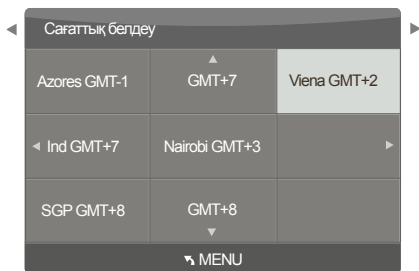 Сағаттық белдеу
Azores GMT-1
GMT+7
Viena GMT+2
Ind GMT+7
Nairobi GMT+3
SGP GMT+8
GMT+8
MENU